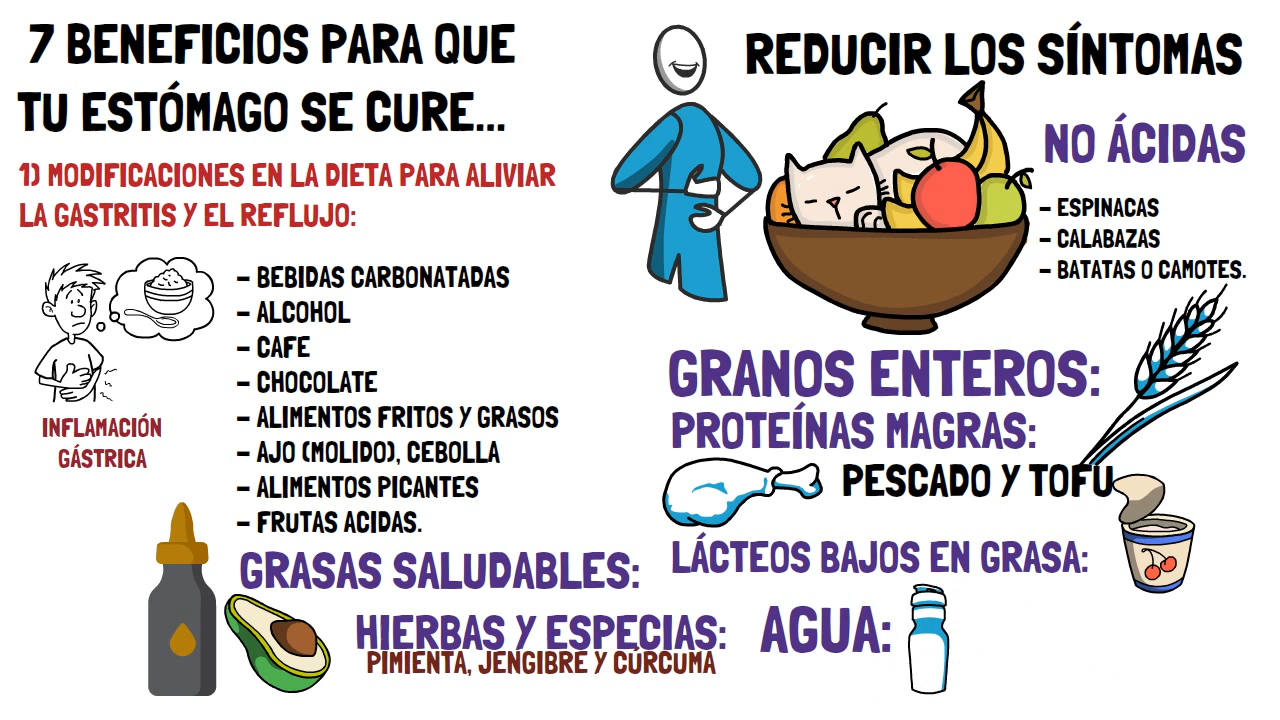 7 BENEFICIOS PARA QUE
TU ESTÓMAGO SE CURE...
1) MODIFICACIONES EN LA DIETA PARA ALIVIAR
LA GASTRITIS Y EL REFLUJO:
– BEBIDAS CARBONATADAS
– ALCOHOL
– CAFE
– CHOCOLATE
– ALIMENTOS FRITOS Y GRASOS
– AJO (MOLIDO), CEBOLLA
– ALIMENTOS PICANTES
– FRUTAS ACIDAS.
INFLAMACIÓN
GÁSTRICA
GRASAS SALUDABLES:
HIERBAS Y ESPECIAS:
PIMIENTA, JENGIBRE Y CÚRCUMA
REDUCIR LOS SÍNTOMAS
NO ÁCIDAS
– ESPINACAS
– CALABAZAS
– BATATAS O CAMOTES.
GRANOS ENTEROS:
PROTEÍNAS MAGRAS:
PESCADO Y TOFU
LÁCTEOS BAJOS EN GRASA:
AGUA: